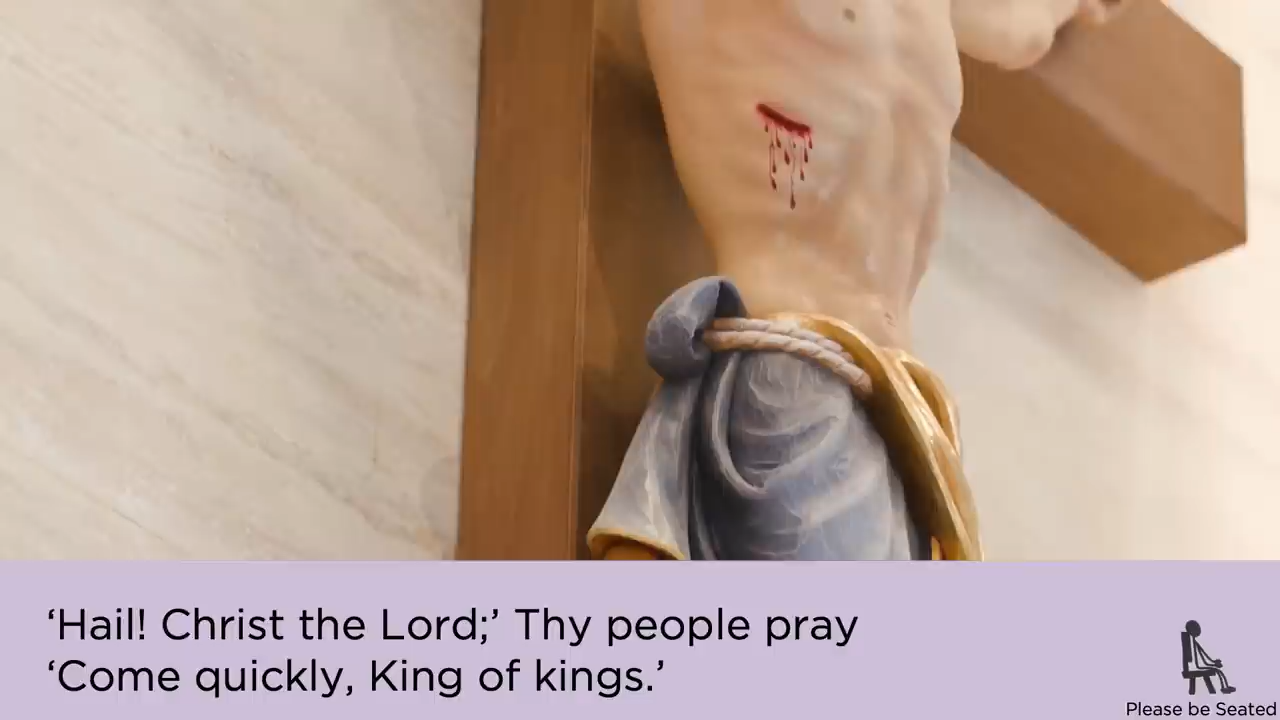 ‘Hail! Christ the Lord;’ Thy people pray
‘Come quickly, King of kings.’
Please be Seated